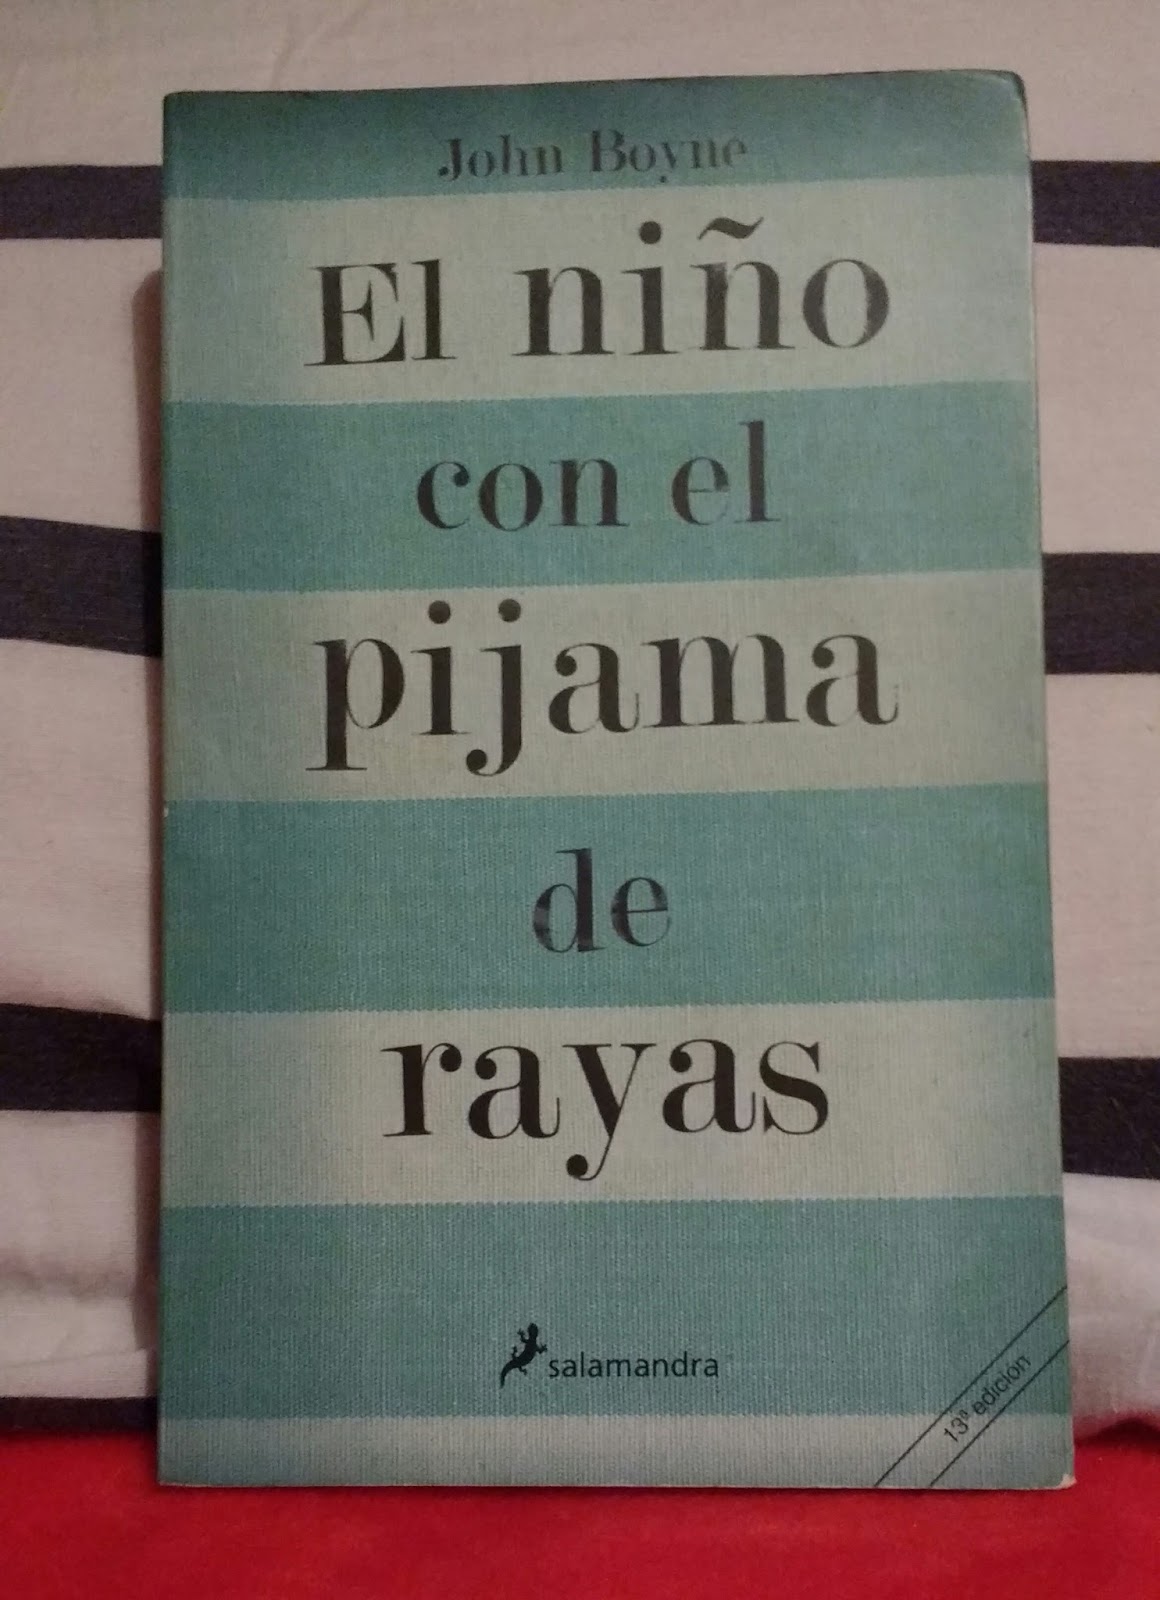 John Boyne
El niño
con el
pijama
de
rayas
salamandra
13ª edición